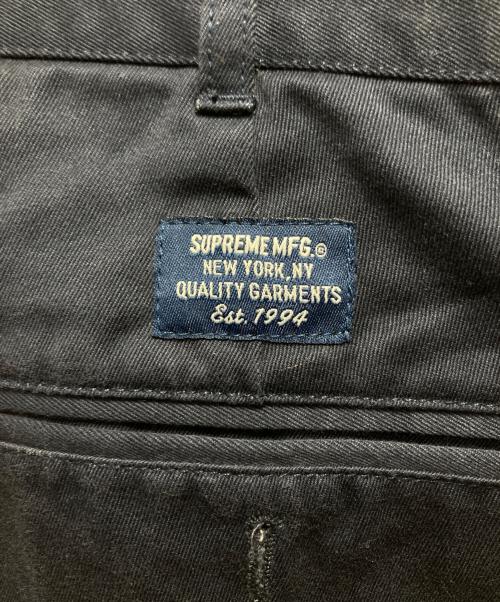 SUPREME MFG.©
NEW YORK, NY
QUALITY GARMENTS
Est. 1994